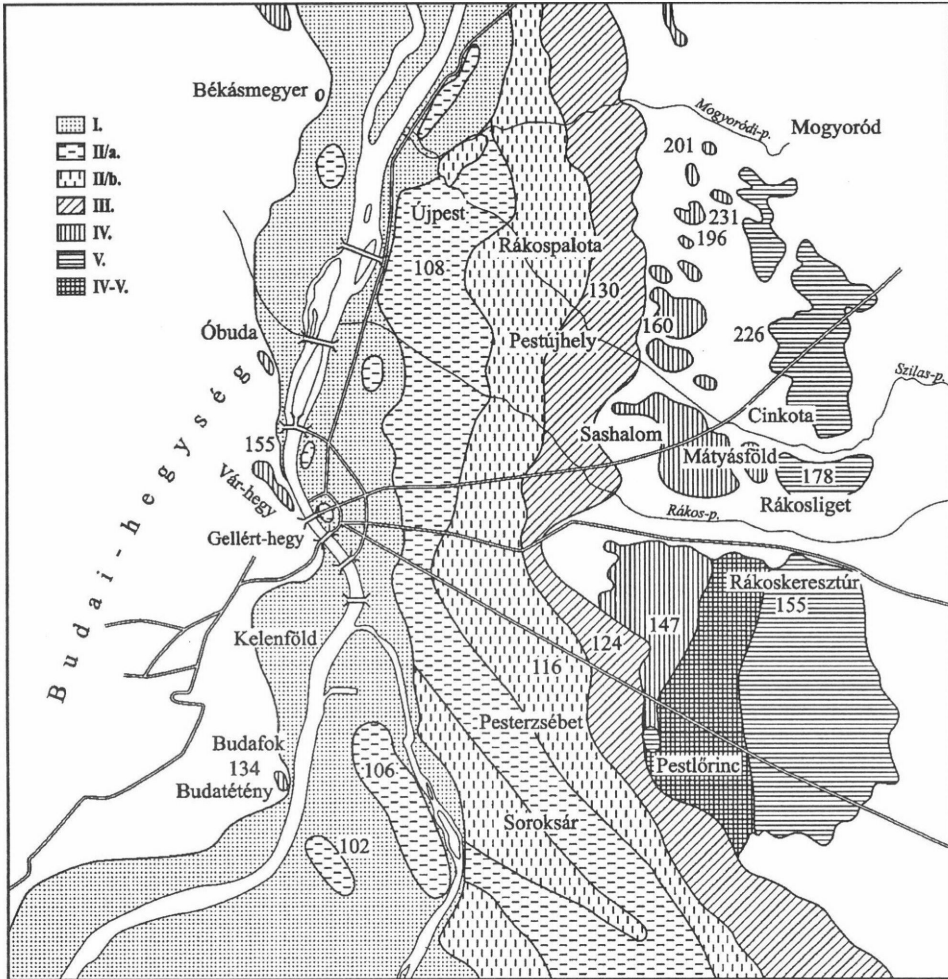 Békásmegyer
I.
II/a.
II/b.
III.
IV.
V.
IV-V.
Mogyoródi-p.
Mogyoród
201
231
196
Újpest
108
Rákospalota
130
160
Pestújhely
226
Óbuda
Szilas-p.
Cinkota
Sashalom
Mátyásföld
178
Rákosliget
155
Vár-hegy
Gellért-hegy
Rákos-p.
Budai-hegység
Rákoskeresztúr
155
147
124
116
Kelenföld
Pesterzsébet
Pestlőrinc
Budafok
134
Budatétény
106
102
Soroksár